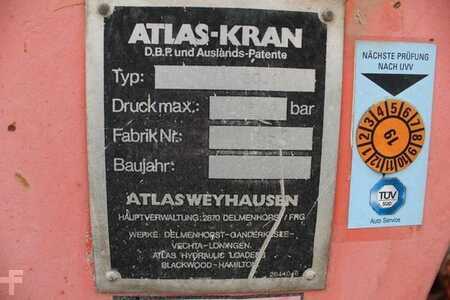 ATLAS-KRAN
D.B.P. und Auslands-Patente
Typ:
Druck max.: bar
Fabrik Nr.:
Baujahr:
ATLAS WEYHAUSEN
HAUPTVERWALTUNG: 2870 DELMENHORST / FRG
WERKE: DELMENHORST-GANDERKESEE-
VECHTA-LÖNINGEN.
ATLAS HYDRAULIC LOADERS
BLACKWOOD-HAMILTON
NÄCHSTE PRÜFUNG
NACH UVV
1 2 3 4 5 6 7 8 9 10 11 12
19
TÜV
SÜD
Auto Service